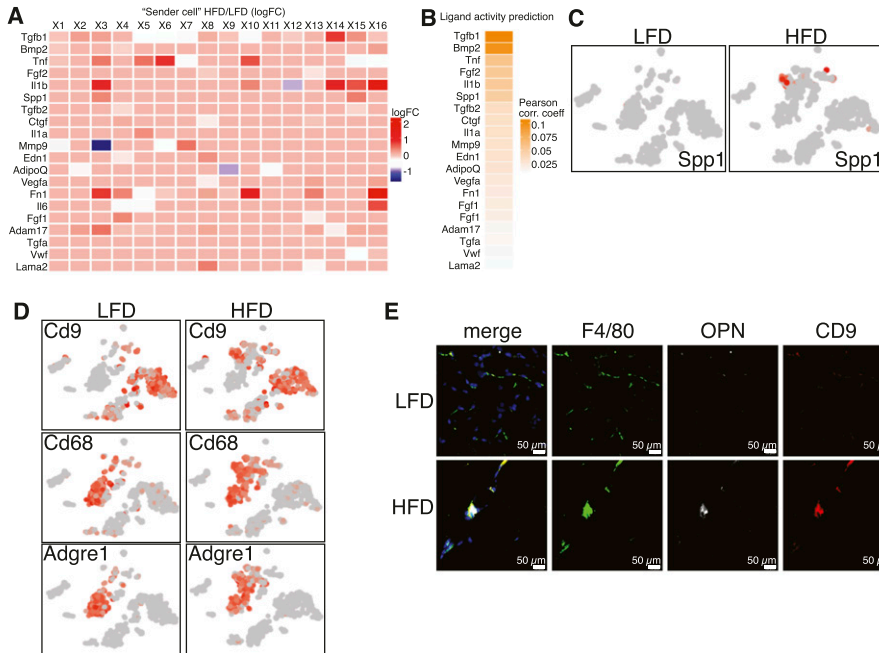 A
"Sender cell" HFD/LFD (logFC)
X1 X2 X3 X4 X5 X6 X7 X8 X9 X10 X11 X12 X13 X14 X15 X16
Tgfb1
Bmp2
Tnf
Fgf2
Il1b
Spp1
Tgfb2
Ctgf
Il1a
Mmp9
Edn1
AdipoQ
Vegfa
Fn1
Il6
Fgf1
Adam17
Tgfa
Vwf
Lama2
logFC
2
1
0
-1
B
Ligand activity prediction
Tgfb1
Bmp2
Tnf
Fgf2
Il1b
Spp1
Tgfb2
Ctgf
Il1a
Mmp9
Edn1
AdipoQ
Vegfa
Fn1
Fgf1
Fgf1
Adam17
Tgfa
Vwf
Lama2
Pearson
corr. coeff
0.1
0.075
0.05
0.025
C
LFD HFD
Spp1 Spp1
D
LFD HFD
Cd9 Cd9
Cd68 Cd68
Adgre1 Adgre1
E
merge F4/80 OPN CD9
LFD
50 µm 50 µm 50 µm 50 µm
HFD
50 µm 50 µm 50 µm 50 µm